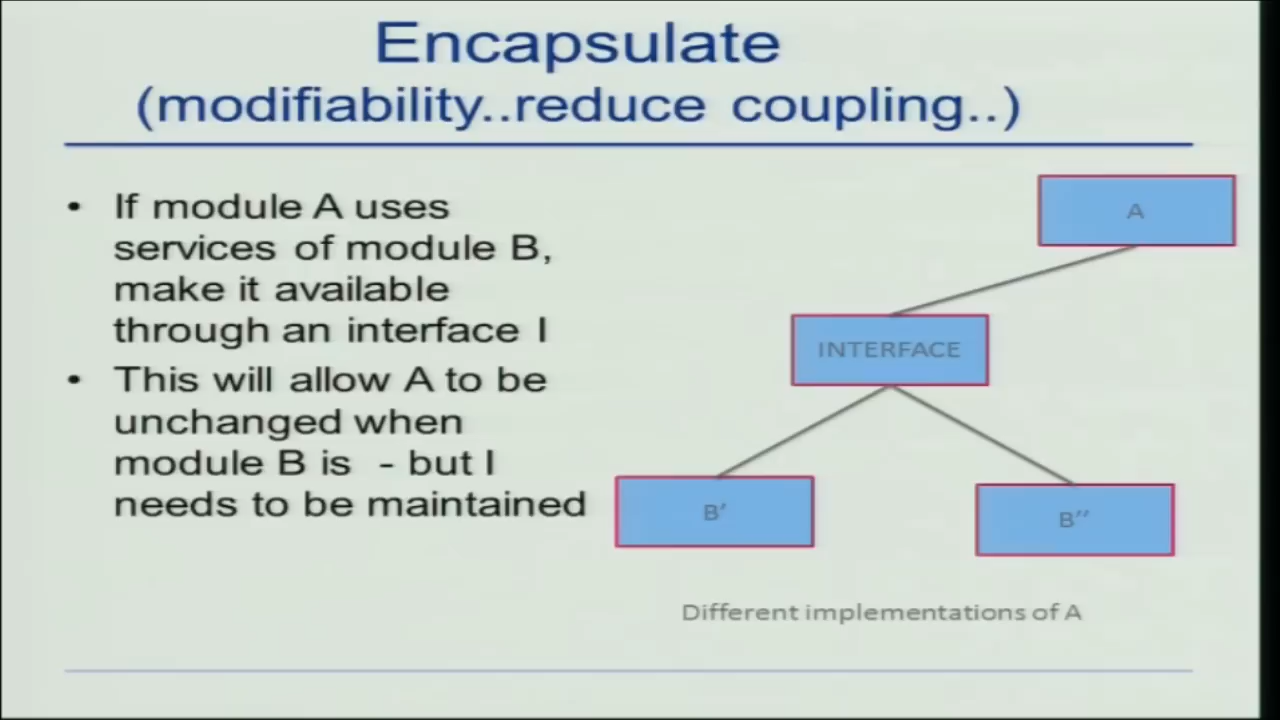 Encapsulate
(modifiability..reduce coupling..)
• If module A uses
services of module B,
make it available
through an interface I
• This will allow A to be
unchanged when
module B is - but I
needs to be maintained
A
INTERFACE
B′
B′′
Different implementations of A